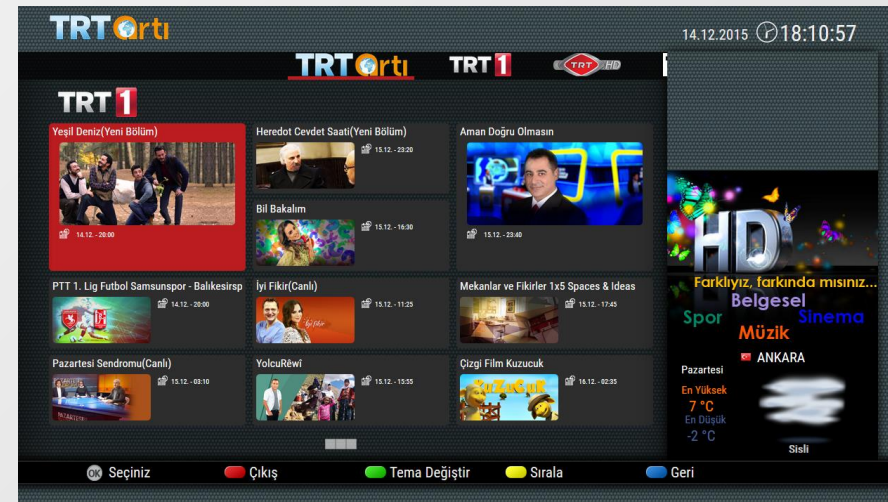 TRT artı
14.12.2015 18:10:57
TRT artı TRT 1 TRT HD
TRT 1
Yeşil Deniz(Yeni Bölüm)
14.12. - 20:00
Heredot Cevdet Saati(Yeni Bölüm)
15.12. - 23:20
Bil Bakalım
15.12. - 16:30
Aman Doğru Olmasın
15.12. - 23:40
PTT 1. Lig Futbol Samsunspor - Balıkesirsp
14.12. - 20:00
İyi Fikir(Canlı)
15.12. - 11:25
Mekanlar ve Fikirler 1x5 Spaces & Ideas
15.12. - 17:45
Pazartesi Sendromu(Canlı)
15.12. - 03:10
YolcuRêwî
15.12. - 15:55
Çizgi Film Kuzucuk
KuZuCuK
16.12. - 02:35
HD
Farklıyız, farkında mısınız...
Belgesel
Spor Sinema
Müzik
ANKARA
Pazartesi
En Yüksek
7 °C
En Düşük
-2 °C
Sisli
OK Seçiniz Çıkış Tema Değiştir Sırala Geri